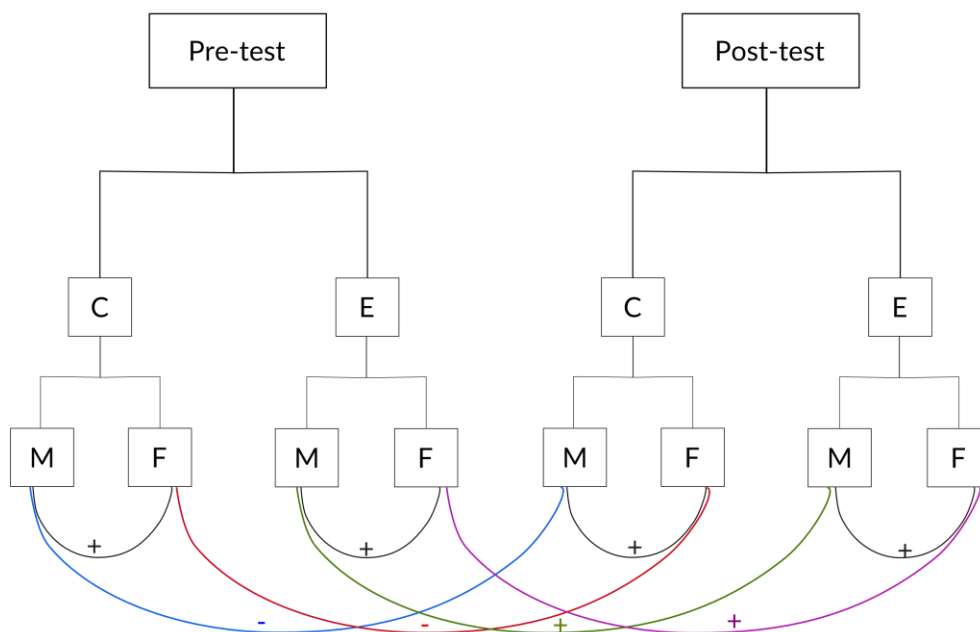 Pre-test Post-test
C E C E
M F M F M F M F
+ + + +
- - + +